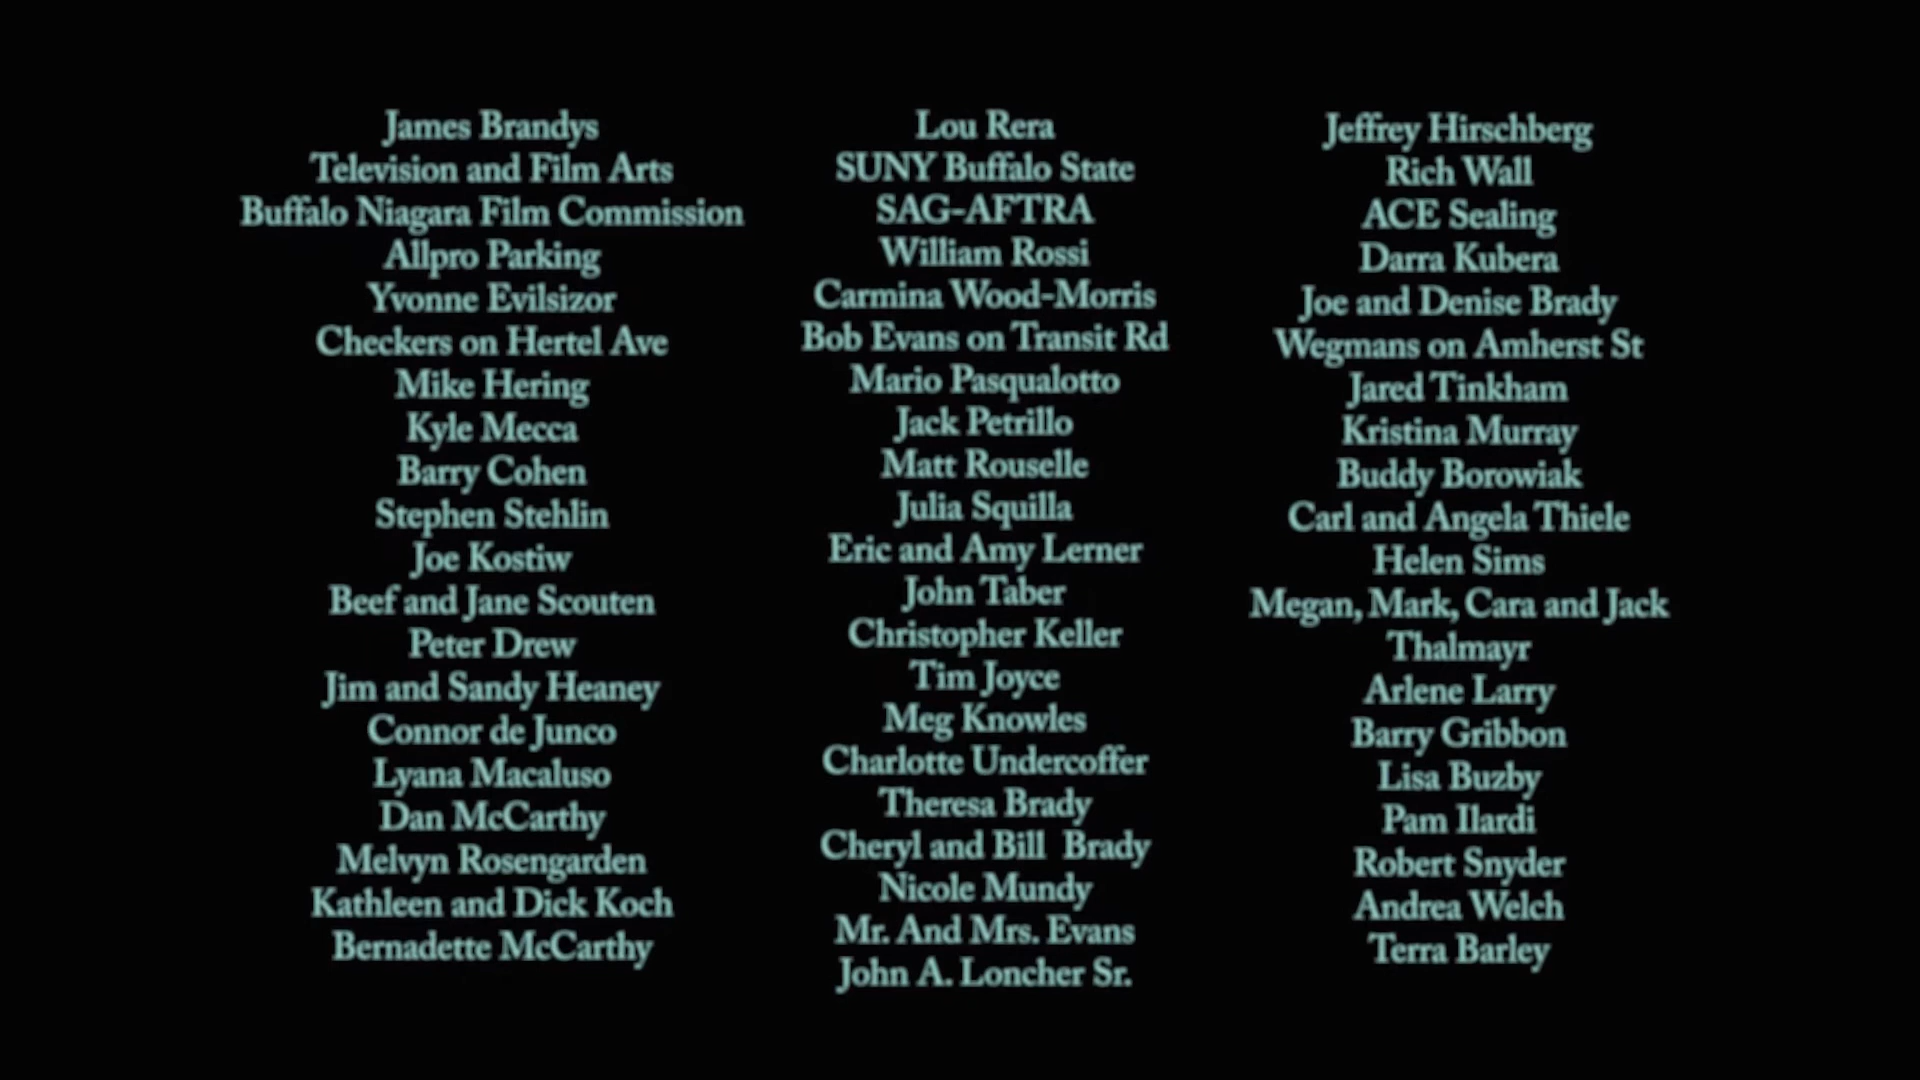 James Brandys
Television and Film Arts
Buffalo Niagara Film Commission
Allpro Parking
Yvonne Evilsizor
Checkers on Hertel Ave
Mike Hering
Kyle Mecca
Barry Cohen
Stephen Stehlin
Joe Kostiw
Beef and Jane Scouten
Peter Drew
Jim and Sandy Heaney
Connor de Junco
Lyana Macaluso
Dan McCarthy
Melvyn Rosengarden
Kathleen and Dick Koch
Bernadette McCarthy
Lou Rera
SUNY Buffalo State
SAG-AFTRA
William Rossi
Carmina Wood-Morris
Bob Evans on Transit Rd
Mario Pasqualotto
Jack Petrillo
Matt Rouselle
Julia Squilla
Eric and Amy Lerner
John Taber
Christopher Keller
Tim Joyce
Meg Knowles
Charlotte Undercoffer
Theresa Brady
Cheryl and Bill  Brady
Nicole Mundy
Mr. And Mrs. Evans
John A. Loncher Sr.
Jeffrey Hirschberg
Rich Wall
ACE Sealing
Darra Kubera
Joe and Denise Brady
Wegmans on Amherst St
Jared Tinkham
Kristina Murray
Buddy Borowiak
Carl and Angela Thiele
Helen Sims
Megan, Mark, Cara and Jack
Thalmayr
Arlene Larry
Barry Gribbon
Lisa Buzby
Pam Ilardi
Robert Snyder
Andrea Welch
Terra Barley